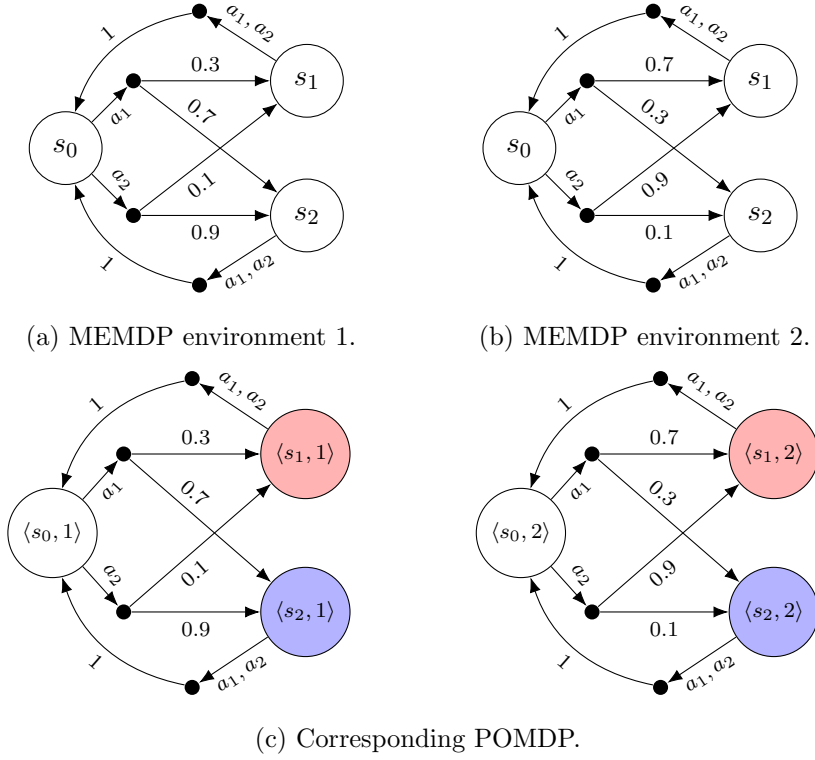 a₁, a₂
1
0.3
s₁
a₁
0.7
s₀
a₂
0.1
s₂
0.9
1
a₁, a₂
(a) MEMDP environment 1.
a₁, a₂
1
0.7
s₁
a₁
0.3
s₀
a₂
0.9
s₂
0.1
1
a₁, a₂
(b) MEMDP environment 2.
a₁, a₂
1
0.3
⟨s₁, 1⟩
a₁
0.7
⟨s₀, 1⟩
a₂
0.1
⟨s₂, 1⟩
0.9
1
a₁, a₂
a₁, a₂
1
0.7
⟨s₁, 2⟩
a₁
0.3
⟨s₀, 2⟩
a₂
0.9
⟨s₂, 2⟩
0.1
1
a₁, a₂
(c) Corresponding POMDP.